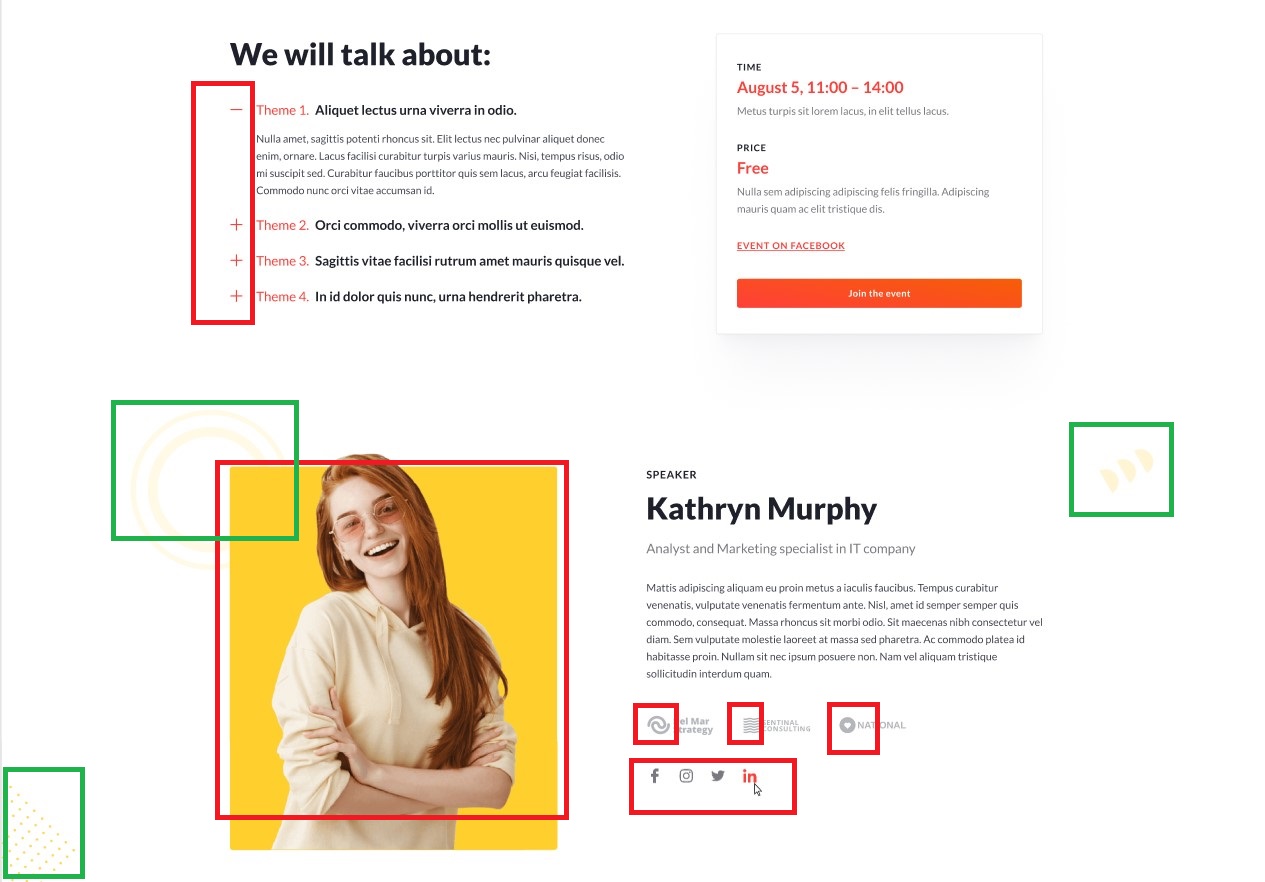 We will talk about:
Theme 1. Aliquet lectus urna viverra in odio.
Nulla amet, sagittis potenti rhoncus sit. Elit lectus nec pulvinar aliquet donec
enim, ornare. Lacus facilisi curabitur turpis varius mauris. Nisi, tempus risus, odio
mi suscipit sed. Curabitur faucibus porttitor quis sem lacus, arcu feugiat facilisis.
Commodo nunc orci vitae accumsan id.
Theme 2. Orci commodo, viverra orci mollis ut euismod.
Theme 3. Sagittis vitae facilisi rutrum amet mauris quisque vel.
Theme 4. In id dolor quis nunc, urna hendrerit pharetra.
TIME
August 5, 11:00 – 14:00
Metus turpis sit lorem lacus, in elit tellus lacus.
PRICE
Free
Nulla sem adipiscing adipiscing felis fringilla. Adipiscing
mauris quam ac elit tristique dis.
EVENT ON FACEBOOK
Join the event
SPEAKER
Kathryn Murphy
Analyst and Marketing specialist in IT company
Mattis adipiscing aliquam eu proin metus a iaculis faucibus. Tempus curabitur
venenatis, vulputate venenatis fermentum ante. Nisl, amet id semper semper quis
commodo, consequat. Massa rhoncus sit morbi odio. Sit maecenas nibh consectetur vel
diam. Sem vulputate molestie laoreet at massa sed pharetra. Ac commodo platea id
habitasse proin. Nullam sit nec ipsum posuere non. Nam vel aliquam tristique
sollicitudin interdum quam.
el Mar
trategy
ENTINAL
CONSULTING
NATIONAL
in